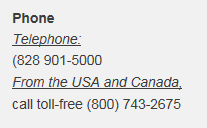 Phone
Telephone:
(828 901-5000
From the USA and Canada,
call toll-free (800) 743-2675